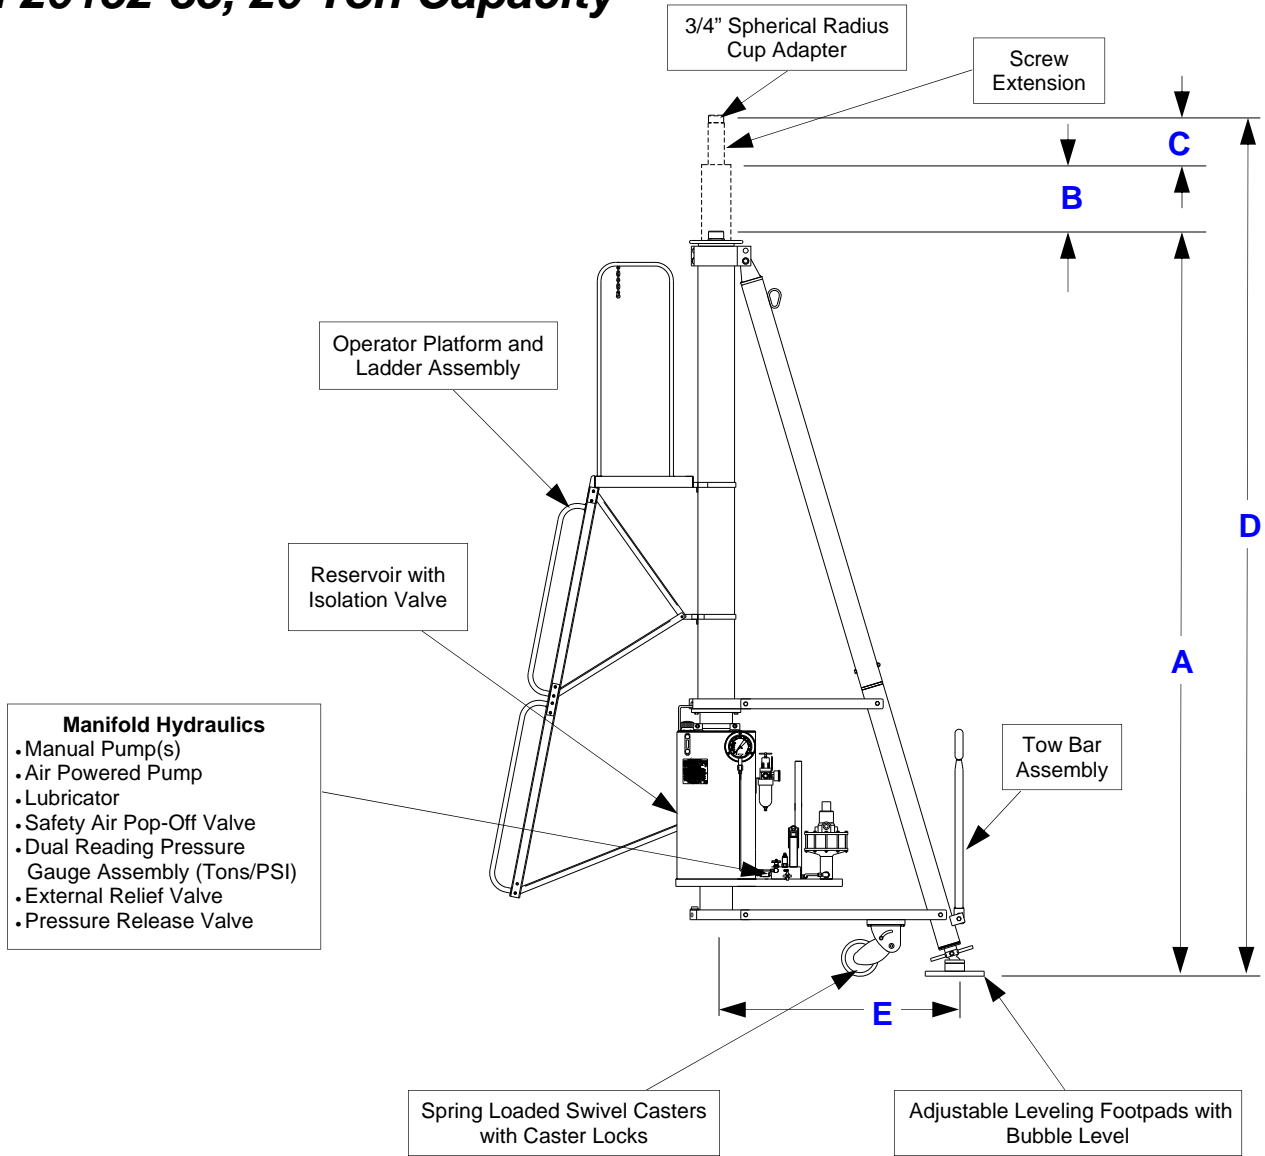 20 Ton Capacity
3/4” Spherical Radius
Cup Adapter
Screw
Extension
C
B
Operator Platform and
Ladder Assembly
D
Reservoir with
Isolation Valve
A
Manifold Hydraulics
• Manual Pump(s)
• Air Powered Pump
• Lubricator
• Safety Air Pop-Off Valve
• Dual Reading Pressure
Gauge Assembly (Tons/PSI)
• External Relief Valve
• Pressure Release Valve
Tow Bar
Assembly
E
Spring Loaded Swivel Casters
with Caster Locks
Adjustable Leveling Footpads with
Bubble Level